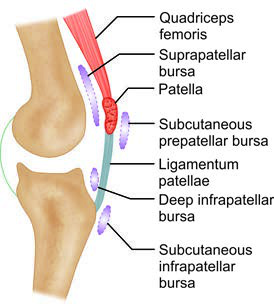 Quadriceps
femoris
Suprapatellar
bursa
Patella
Subcutaneous
prepatellar bursa
Ligamentum
patellae
Deep infrapatellar
bursa
Subcutaneous
infrapatellar
bursa